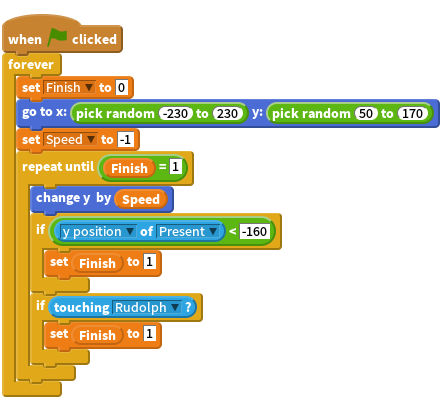 when clicked
forever
set Finish to 0
go to x: pick random -230 to 230 y: pick random 50 to 170
set Speed to -1
repeat until Finish = 1
change y by Speed
if y position of Present < -160
set Finish to 1
if touching Rudolph ?
set Finish to 1